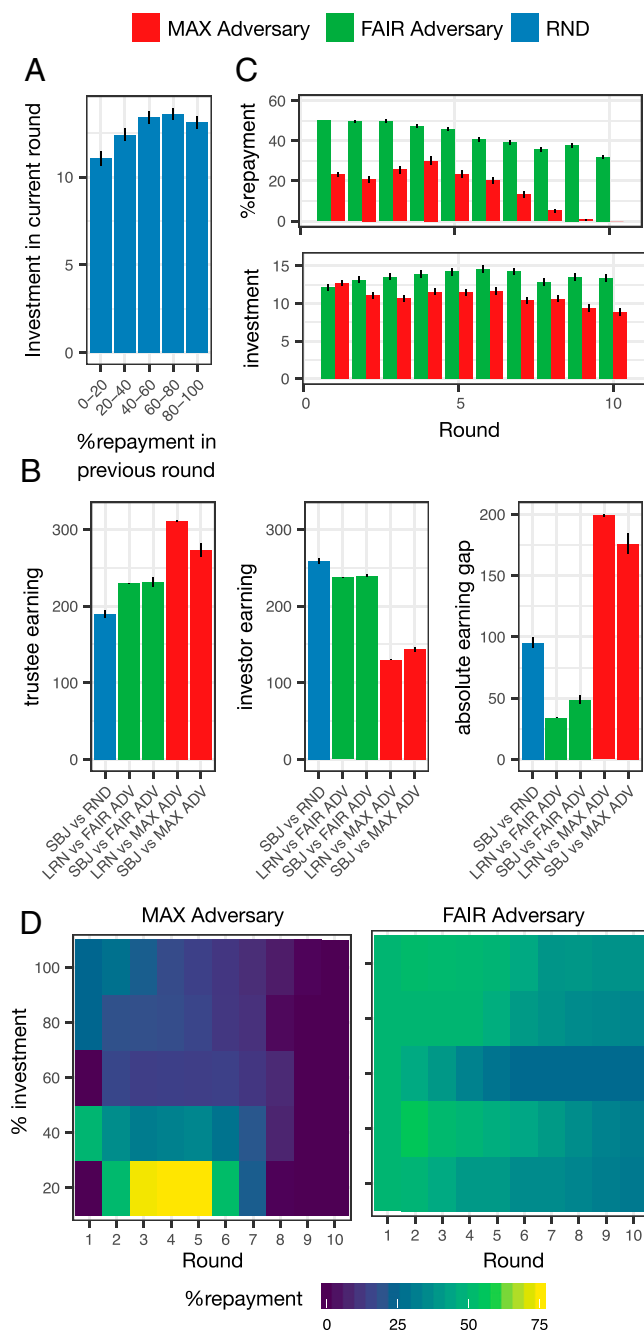 MAX Adversary FAIR Adversary RND
A
Investment in current round
10
5
0
0–20
20–40
40–60
60–80
80–100
%repayment in
previous round
C
%repayment
60
40
20
0
investment
15
10
5
0
0 5 10
Round
B
trustee earning
300
200
100
0
SBJ vs RND
LRN vs FAIR ADV
SBJ vs FAIR ADV
LRN vs MAX ADV
SBJ vs MAX ADV
investor earning
300
200
100
0
SBJ vs RND
LRN vs FAIR ADV
SBJ vs FAIR ADV
LRN vs MAX ADV
SBJ vs MAX ADV
absolute earning gap
200
150
100
50
0
SBJ vs RND
LRN vs FAIR ADV
SBJ vs FAIR ADV
LRN vs MAX ADV
SBJ vs MAX ADV
D
MAX Adversary
% investment
100
80
60
40
20
1 2 3 4 5 6 7 8 9 10
Round
FAIR Adversary
1 2 3 4 5 6 7 8 9 10
Round
%repayment
0 25 50 75